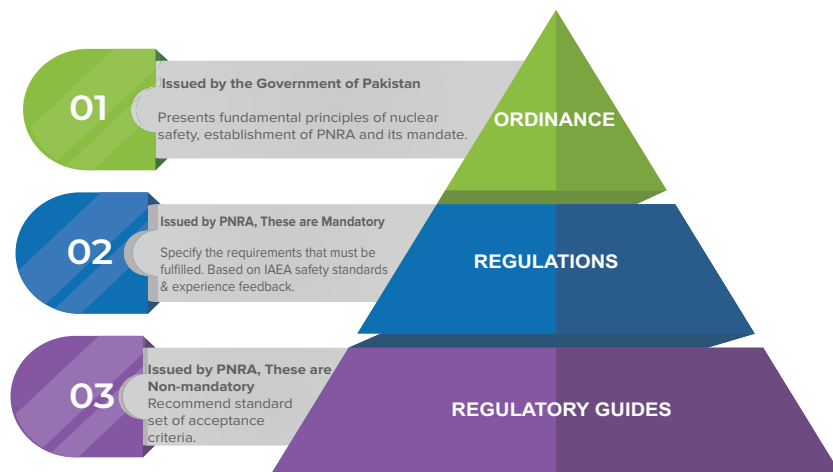 01
Issued by the Government of Pakistan
Presents fundamental principles of nuclear
safety, establishment of PNRA and its mandate.
ORDINANCE
02
Issued by PNRA, These are Mandatory
Specify the requirements that must be
fulfilled. Based on IAEA safety standards
& experience feedback.
REGULATIONS
03
Issued by PNRA, These are
Non-mandatory
Recommend standard
set of acceptance
criteria.
REGULATORY GUIDES